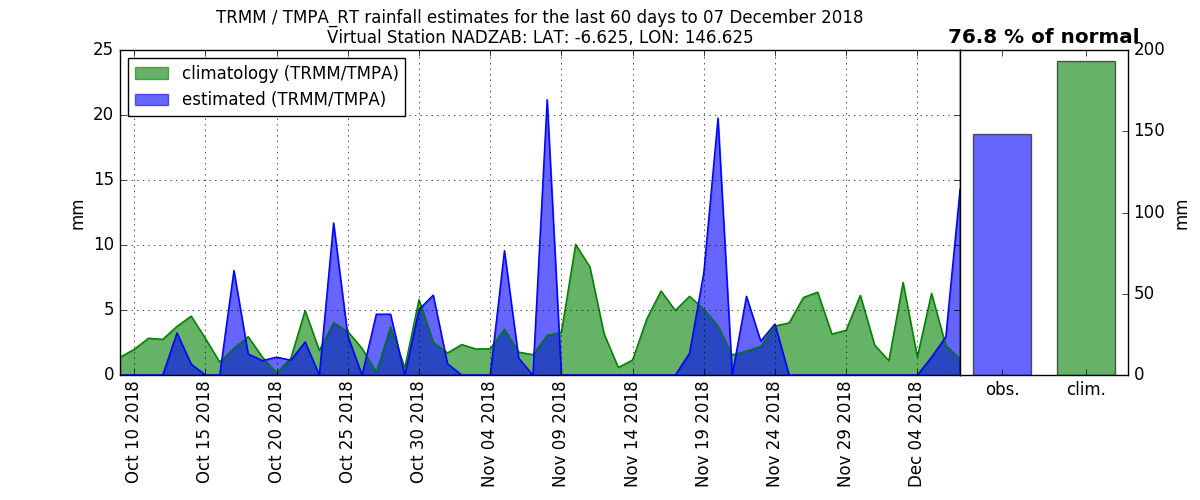 TRMM / TMPA_RT rainfall estimates for the last 60 days to 07 December 2018
Virtual Station NADZAB: LAT: -6.625, LON: 146.625
76.8 % of normal
climatology (TRMM/TMPA)
estimated (TRMM/TMPA)
25
20
15
10
5
0
mm
200
150
100
50
0
mm
obs.
clim.
Oct 10 2018
Oct 15 2018
Oct 20 2018
Oct 25 2018
Oct 30 2018
Nov 04 2018
Nov 09 2018
Nov 14 2018
Nov 19 2018
Nov 24 2018
Nov 29 2018
Dec 04 2018